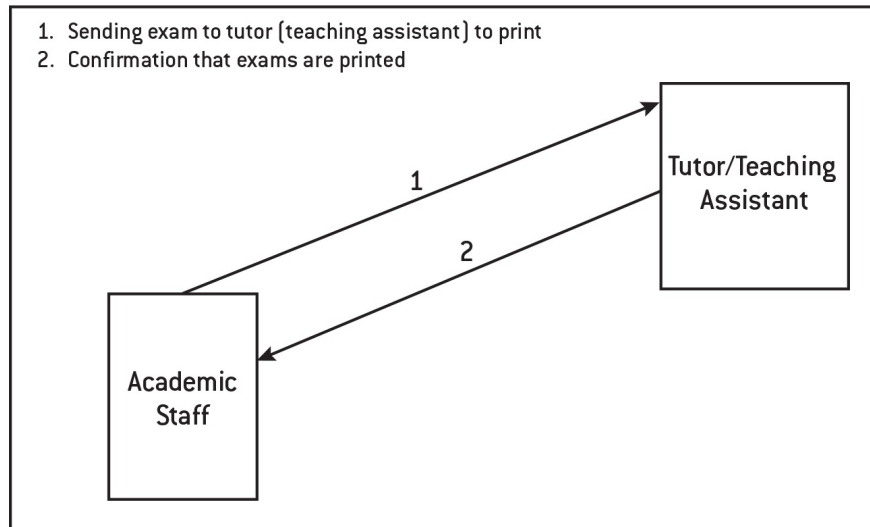 1. Sending exam to tutor (teaching assistant) to print
2. Confirmation that exams are printed
1
Tutor/Teaching
Assistant
2
Academic
Staff